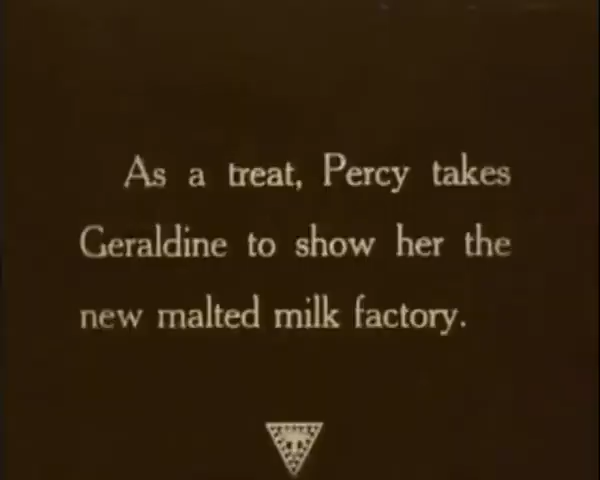 As a treat, Percy takes
Geraldine to show her the
new malted milk factory.